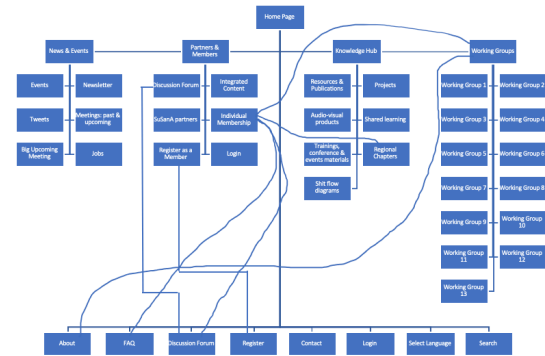 Home Page
News & Events
Partners &
Members
Knowledge Hub
Working Groups
Events
Newsletter
Discussion Forum
Integrated
Content
Resources &
Publications
Projects
Working Group 1
Working Group 2
Tweets
Meetings: past &
upcoming
SuSanA partners
Individual
Membership
Audio-visual
products
Shared learning
Working Group 3
Working Group 4
Big Upcoming
Meeting
Jobs
Register as a
Member
Login
Trainings,
conference &
events materials
Regional
Chapters
Working Group 5
Working Group 6
Shit flow
diagrams
Working Group 7
Working Group 8
Working Group 9
Working Group
10
Working Group
11
Working Group
12
Working Group
13
About
FAQ
Discussion Forum
Register
Contact
Login
Select Language
Search